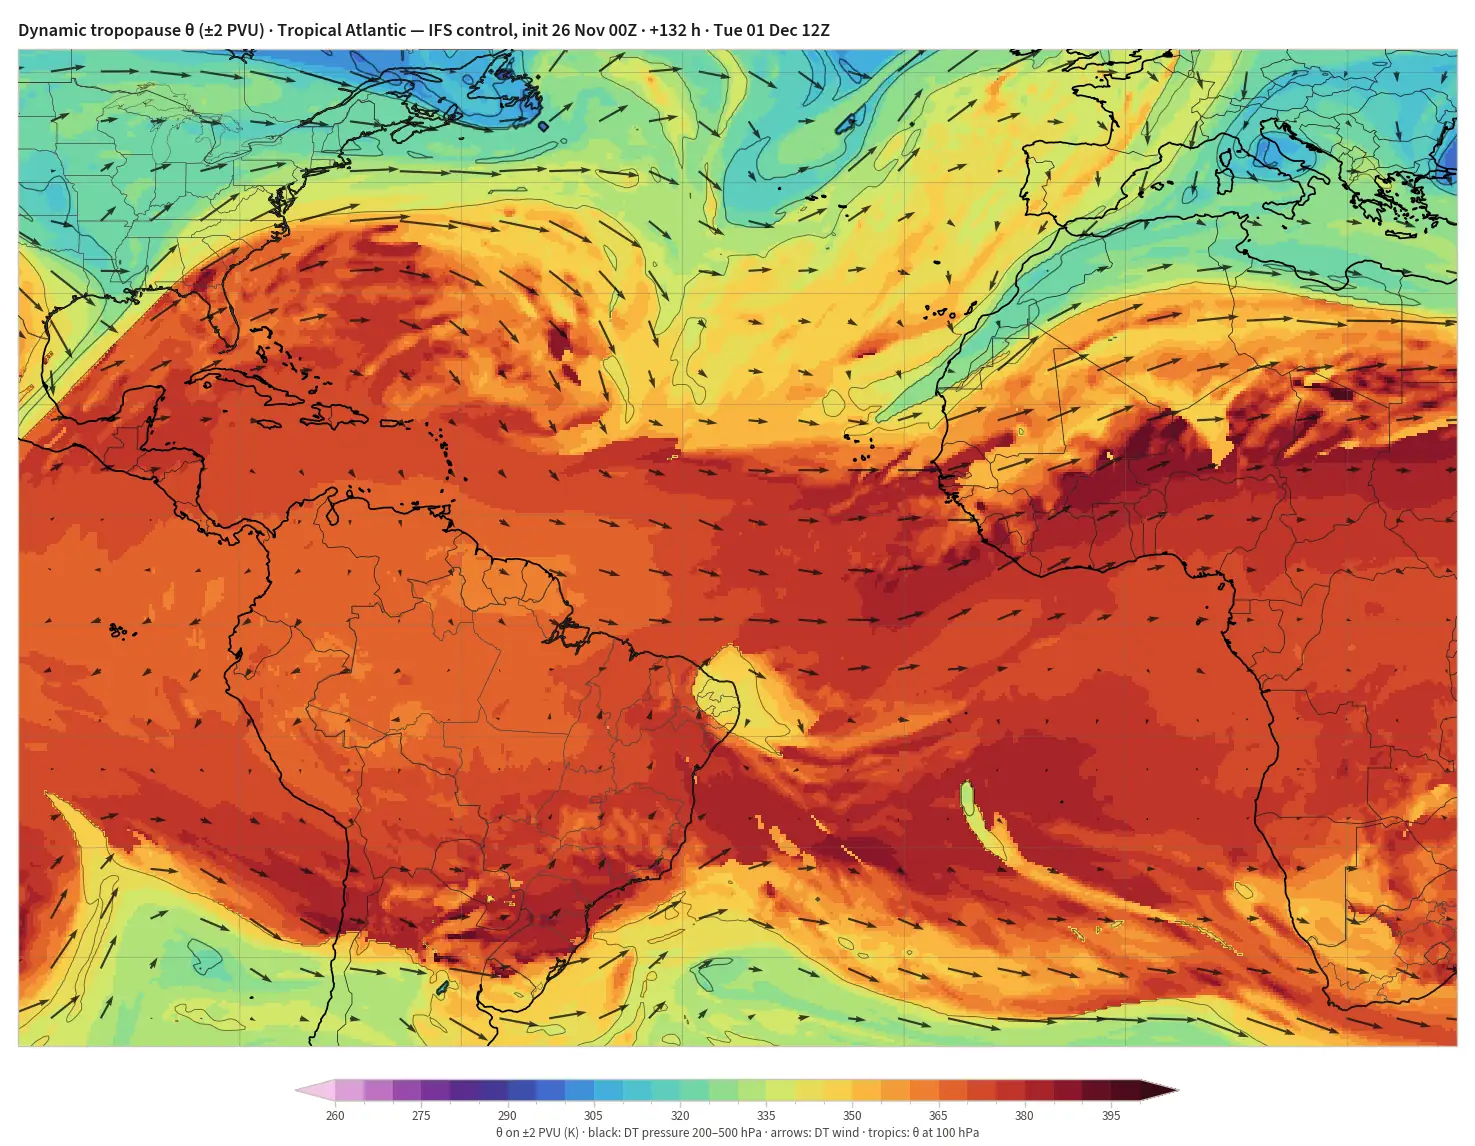 Dynamic tropopause θ (±2 PVU) · Tropical Atlantic — IFS control, init 26 Nov 00Z · +132 h · Tue 01 Dec 12Z
260 275 290 305 320 335 350 365 380 395
θ on ±2 PVU (K) · black: DT pressure 200–500 hPa · arrows: DT wind · tropics: θ at 100 hPa